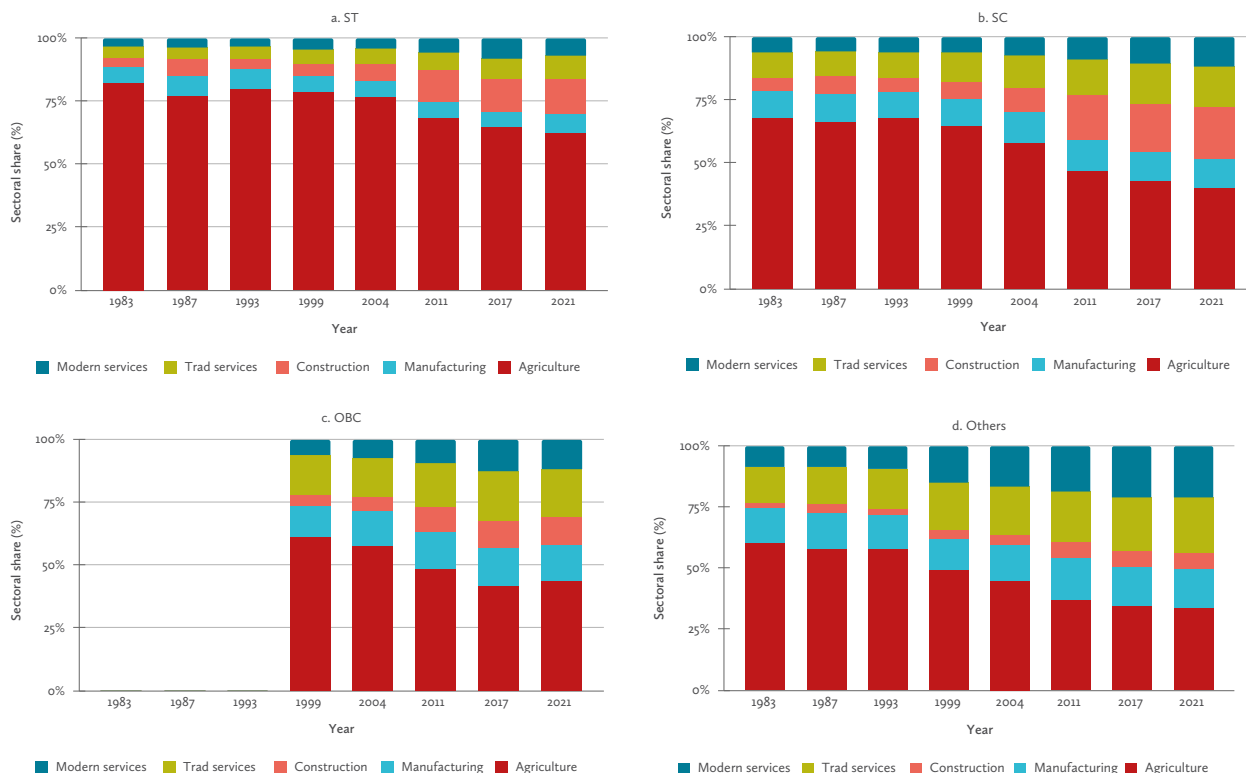 a. ST
100%
75%
50%
25%
0%
Sectoral share (%)
1983 1987 1993 1999 2004 2011 2017 2021
Year
Modern services Trad services Construction Manufacturing Agriculture
b. SC
100%
75%
50%
25%
0%
Sectoral share (%)
1983 1987 1993 1999 2004 2011 2017 2021
Year
Modern services Trad services Construction Manufacturing Agriculture
c. OBC
100%
75%
50%
25%
0%
Sectoral share (%)
1983 1987 1993 1999 2004 2011 2017 2021
Year
Modern services Trad services Construction Manufacturing Agriculture
d. Others
100%
75%
50%
25%
0%
Sectoral share (%)
1983 1987 1993 1999 2004 2011 2017 2021
Year
Modern services Trad services Construction Manufacturing Agriculture